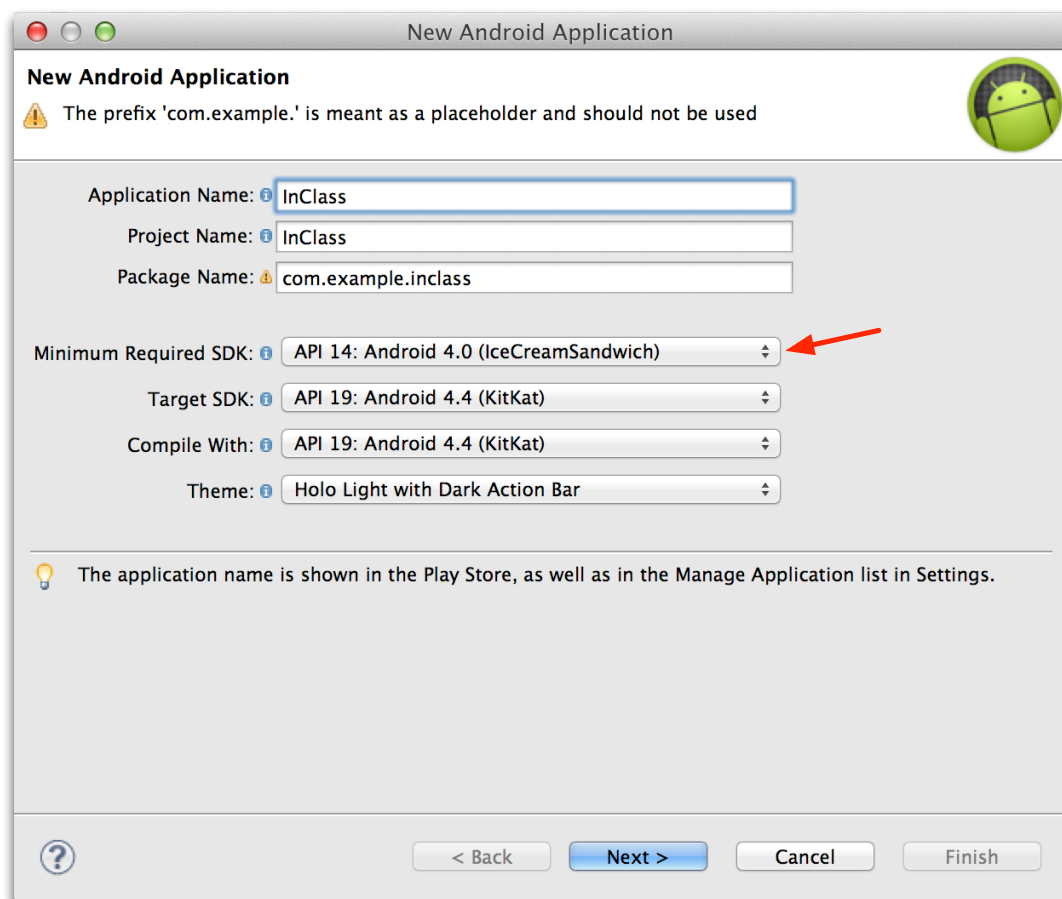 New Android Application
New Android Application
The prefix 'com.example.' is meant as a placeholder and should not be used
Application Name: InClass
Project Name: InClass
Package Name: com.example.inclass
Minimum Required SDK: API 14: Android 4.0 (IceCreamSandwich)
Target SDK: API 19: Android 4.4 (KitKat)
Compile With: API 19: Android 4.4 (KitKat)
Theme: Holo Light with Dark Action Bar
The application name is shown in the Play Store, as well as in the Manage Application list in Settings.
? < Back Next > Cancel Finish